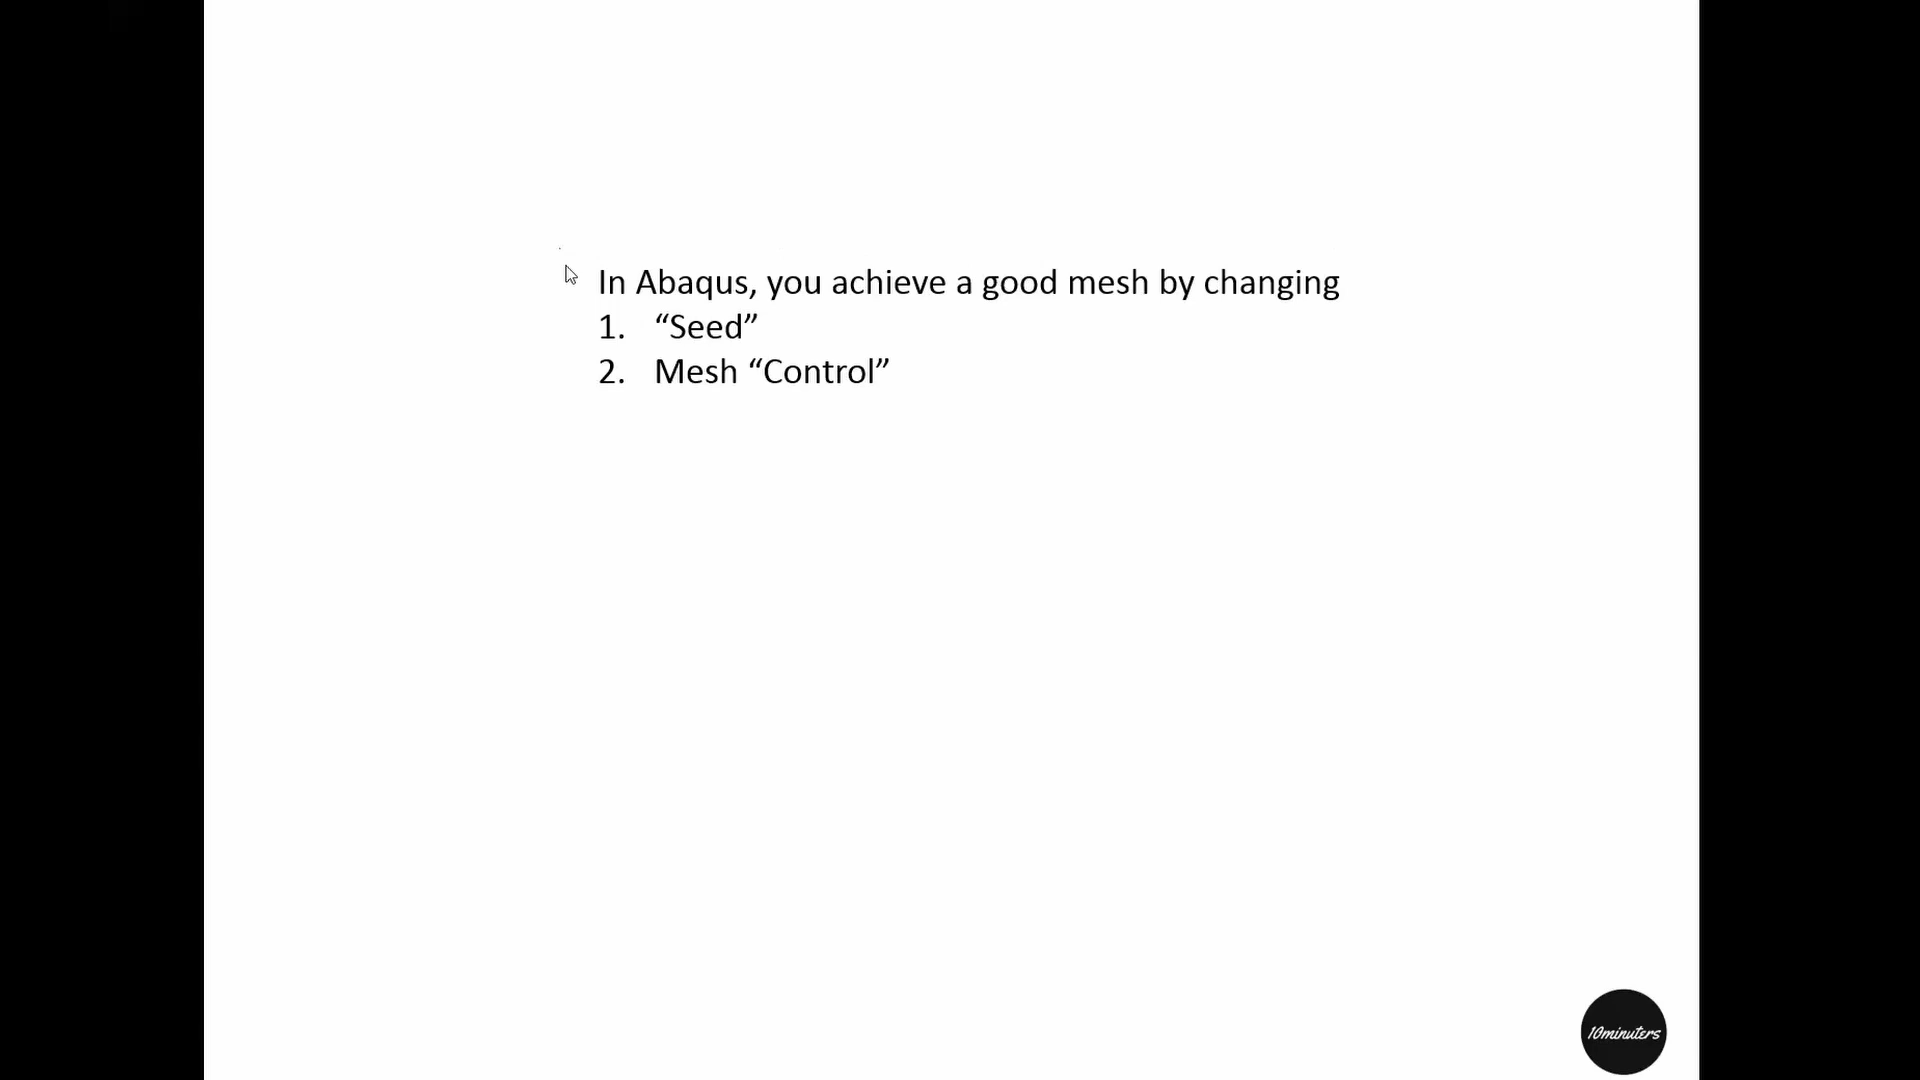 In Abaqus, you achieve a good mesh by changing
1. “Seed”
2. Mesh “Control”
10minuters